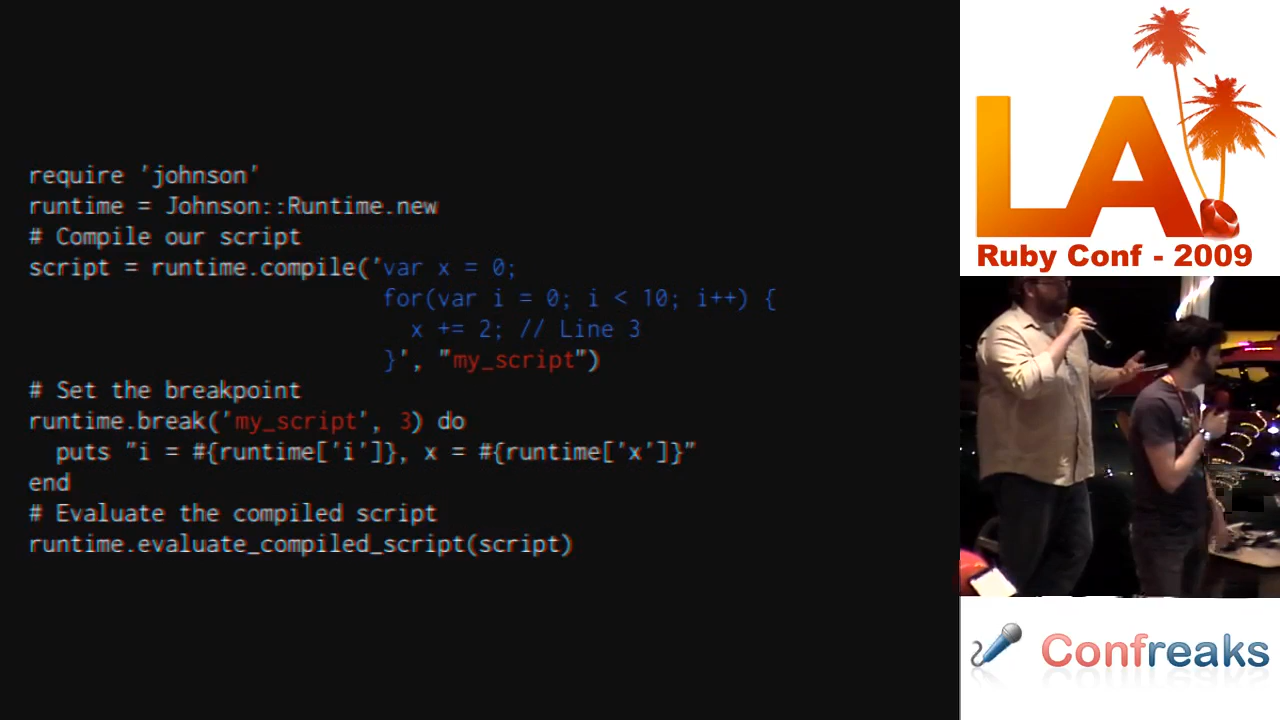 require 'johnson'
runtime = Johnson::Runtime.new
# Compile our script
script = runtime.compile('var x = 0;
for(var i = 0; i < 10; i++) {
x += 2; // Line 3
}', "my_script")
# Set the breakpoint
runtime.break('my_script', 3) do
puts "i = #{runtime['i']}, x = #{runtime['x']}"
end
# Evaluate the compiled script
runtime.evaluate_compiled_script(script)
LA
Ruby Conf - 2009
Confreaks